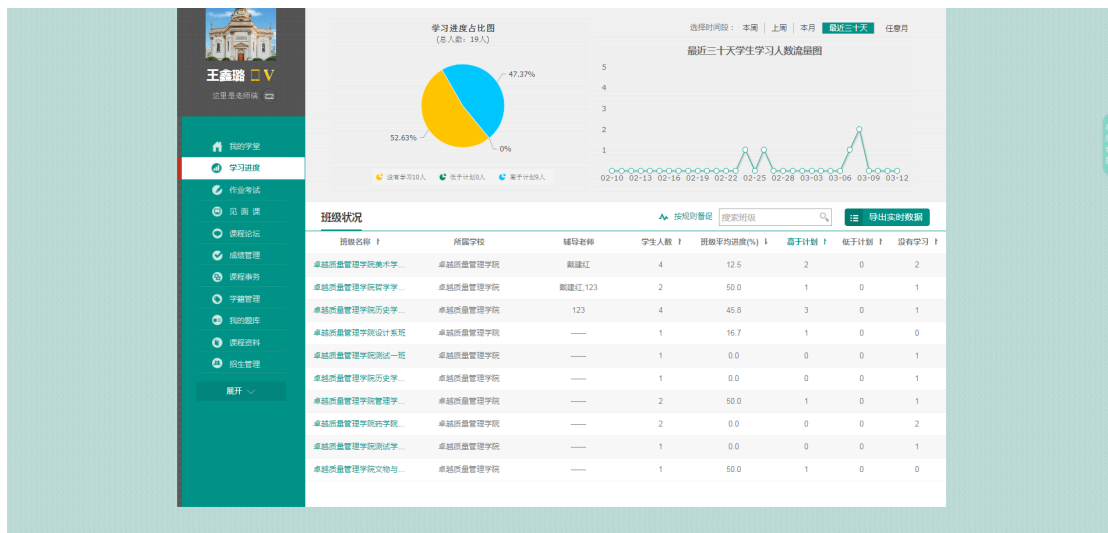 王鑫璐 V
这里是老师端
我的学堂
学习进度
作业考试
见面课
课程论坛
成绩管理
课程事务
学籍管理
我的题库
课程资料
招生管理
展开
学习进度占比图
(总人数: 19人)
47.37%
52.63%
0%
没有学习10人 低于计划0人 高于计划9人
选择时间段: 本周 上周 本月 最近三十天 任意月
最近三十天学生学习人数流量图
5
4
3
2
1
02-10 02-13 02-16 02-19 02-22 02-25 02-28 03-03 03-06 03-09 03-12
班级状况 按规则督促 搜索班级 导出实时数据
班级名称 所属学校 辅导老师 学生人数 班级平均进度(%) 高于计划 低于计划 没有学习
卓越质量管理学院美术学... 卓越质量管理学院 戴建红 4 12.5 2 0 2
卓越质量管理学院哲学学... 卓越质量管理学院 戴建红,123 2 50.0 1 0 1
卓越质量管理学院历史学... 卓越质量管理学院 123 4 45.8 3 0 1
卓越质量管理学院设计系班 卓越质量管理学院 —— 1 16.7 1 0 0
卓越质量管理学院测试一班 卓越质量管理学院 —— 1 0.0 0 0 1
卓越质量管理学院历史学... 卓越质量管理学院 —— 1 0.0 0 0 1
卓越质量管理学院管理学... 卓越质量管理学院 —— 2 50.0 1 0 1
卓越质量管理学院药学院... 卓越质量管理学院 —— 2 0.0 0 0 2
卓越质量管理学院测试学... 卓越质量管理学院 —— 1 0.0 0 0 1
卓越质量管理学院文物与... 卓越质量管理学院 —— 1 50.0 1 0 0